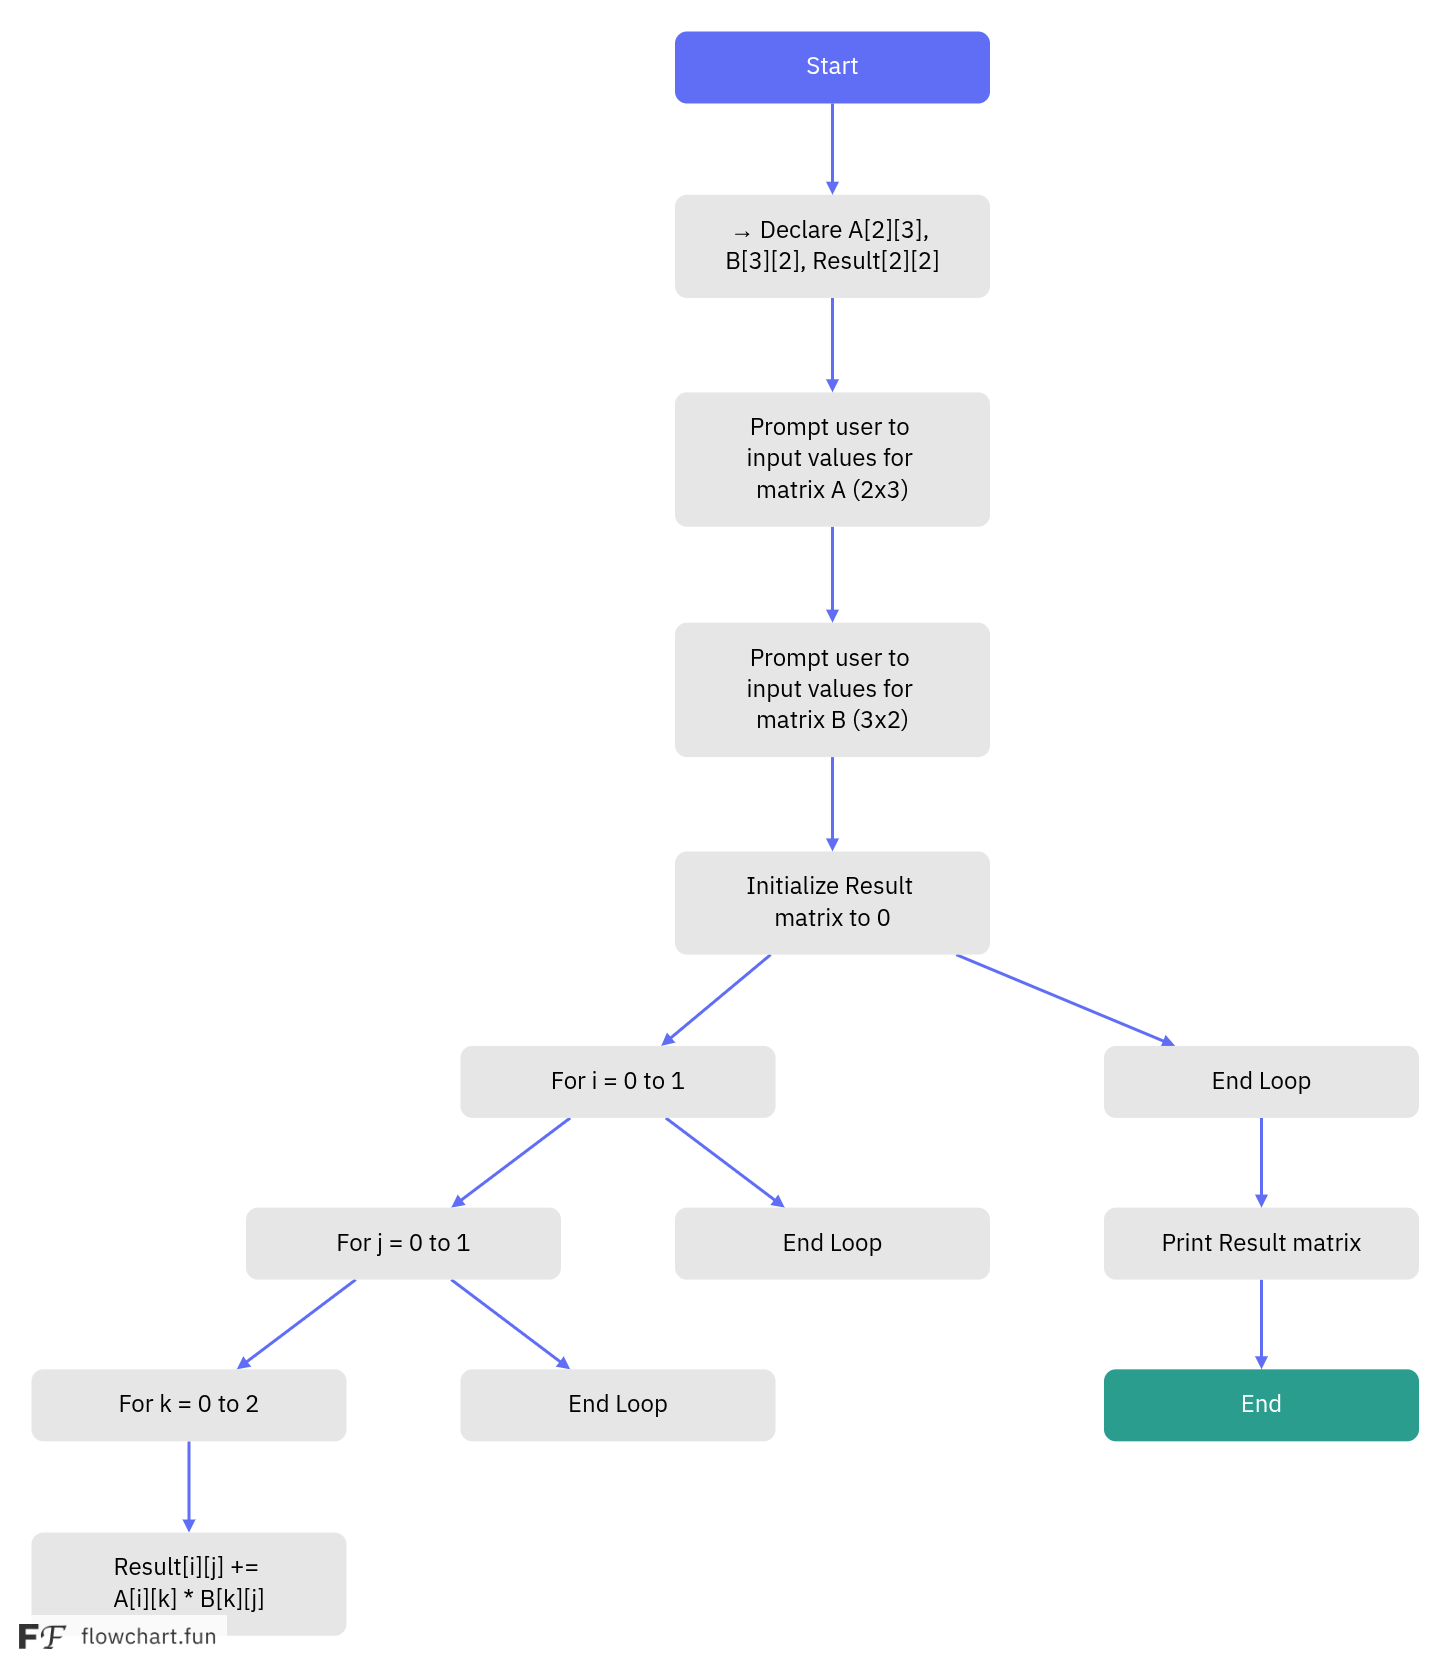 Start
→ Declare A[2][3],
B[3][2], Result[2][2]
Prompt user to
input values for
matrix A (2x3)
Prompt user to
input values for
matrix B (3x2)
Initialize Result
matrix to 0
For i = 0 to 1
End Loop
For j = 0 to 1
End Loop
Print Result matrix
For k = 0 to 2
End Loop
End
Result[i][j] +=
A[i][k] * B[k][j]
FF flowchart.fun